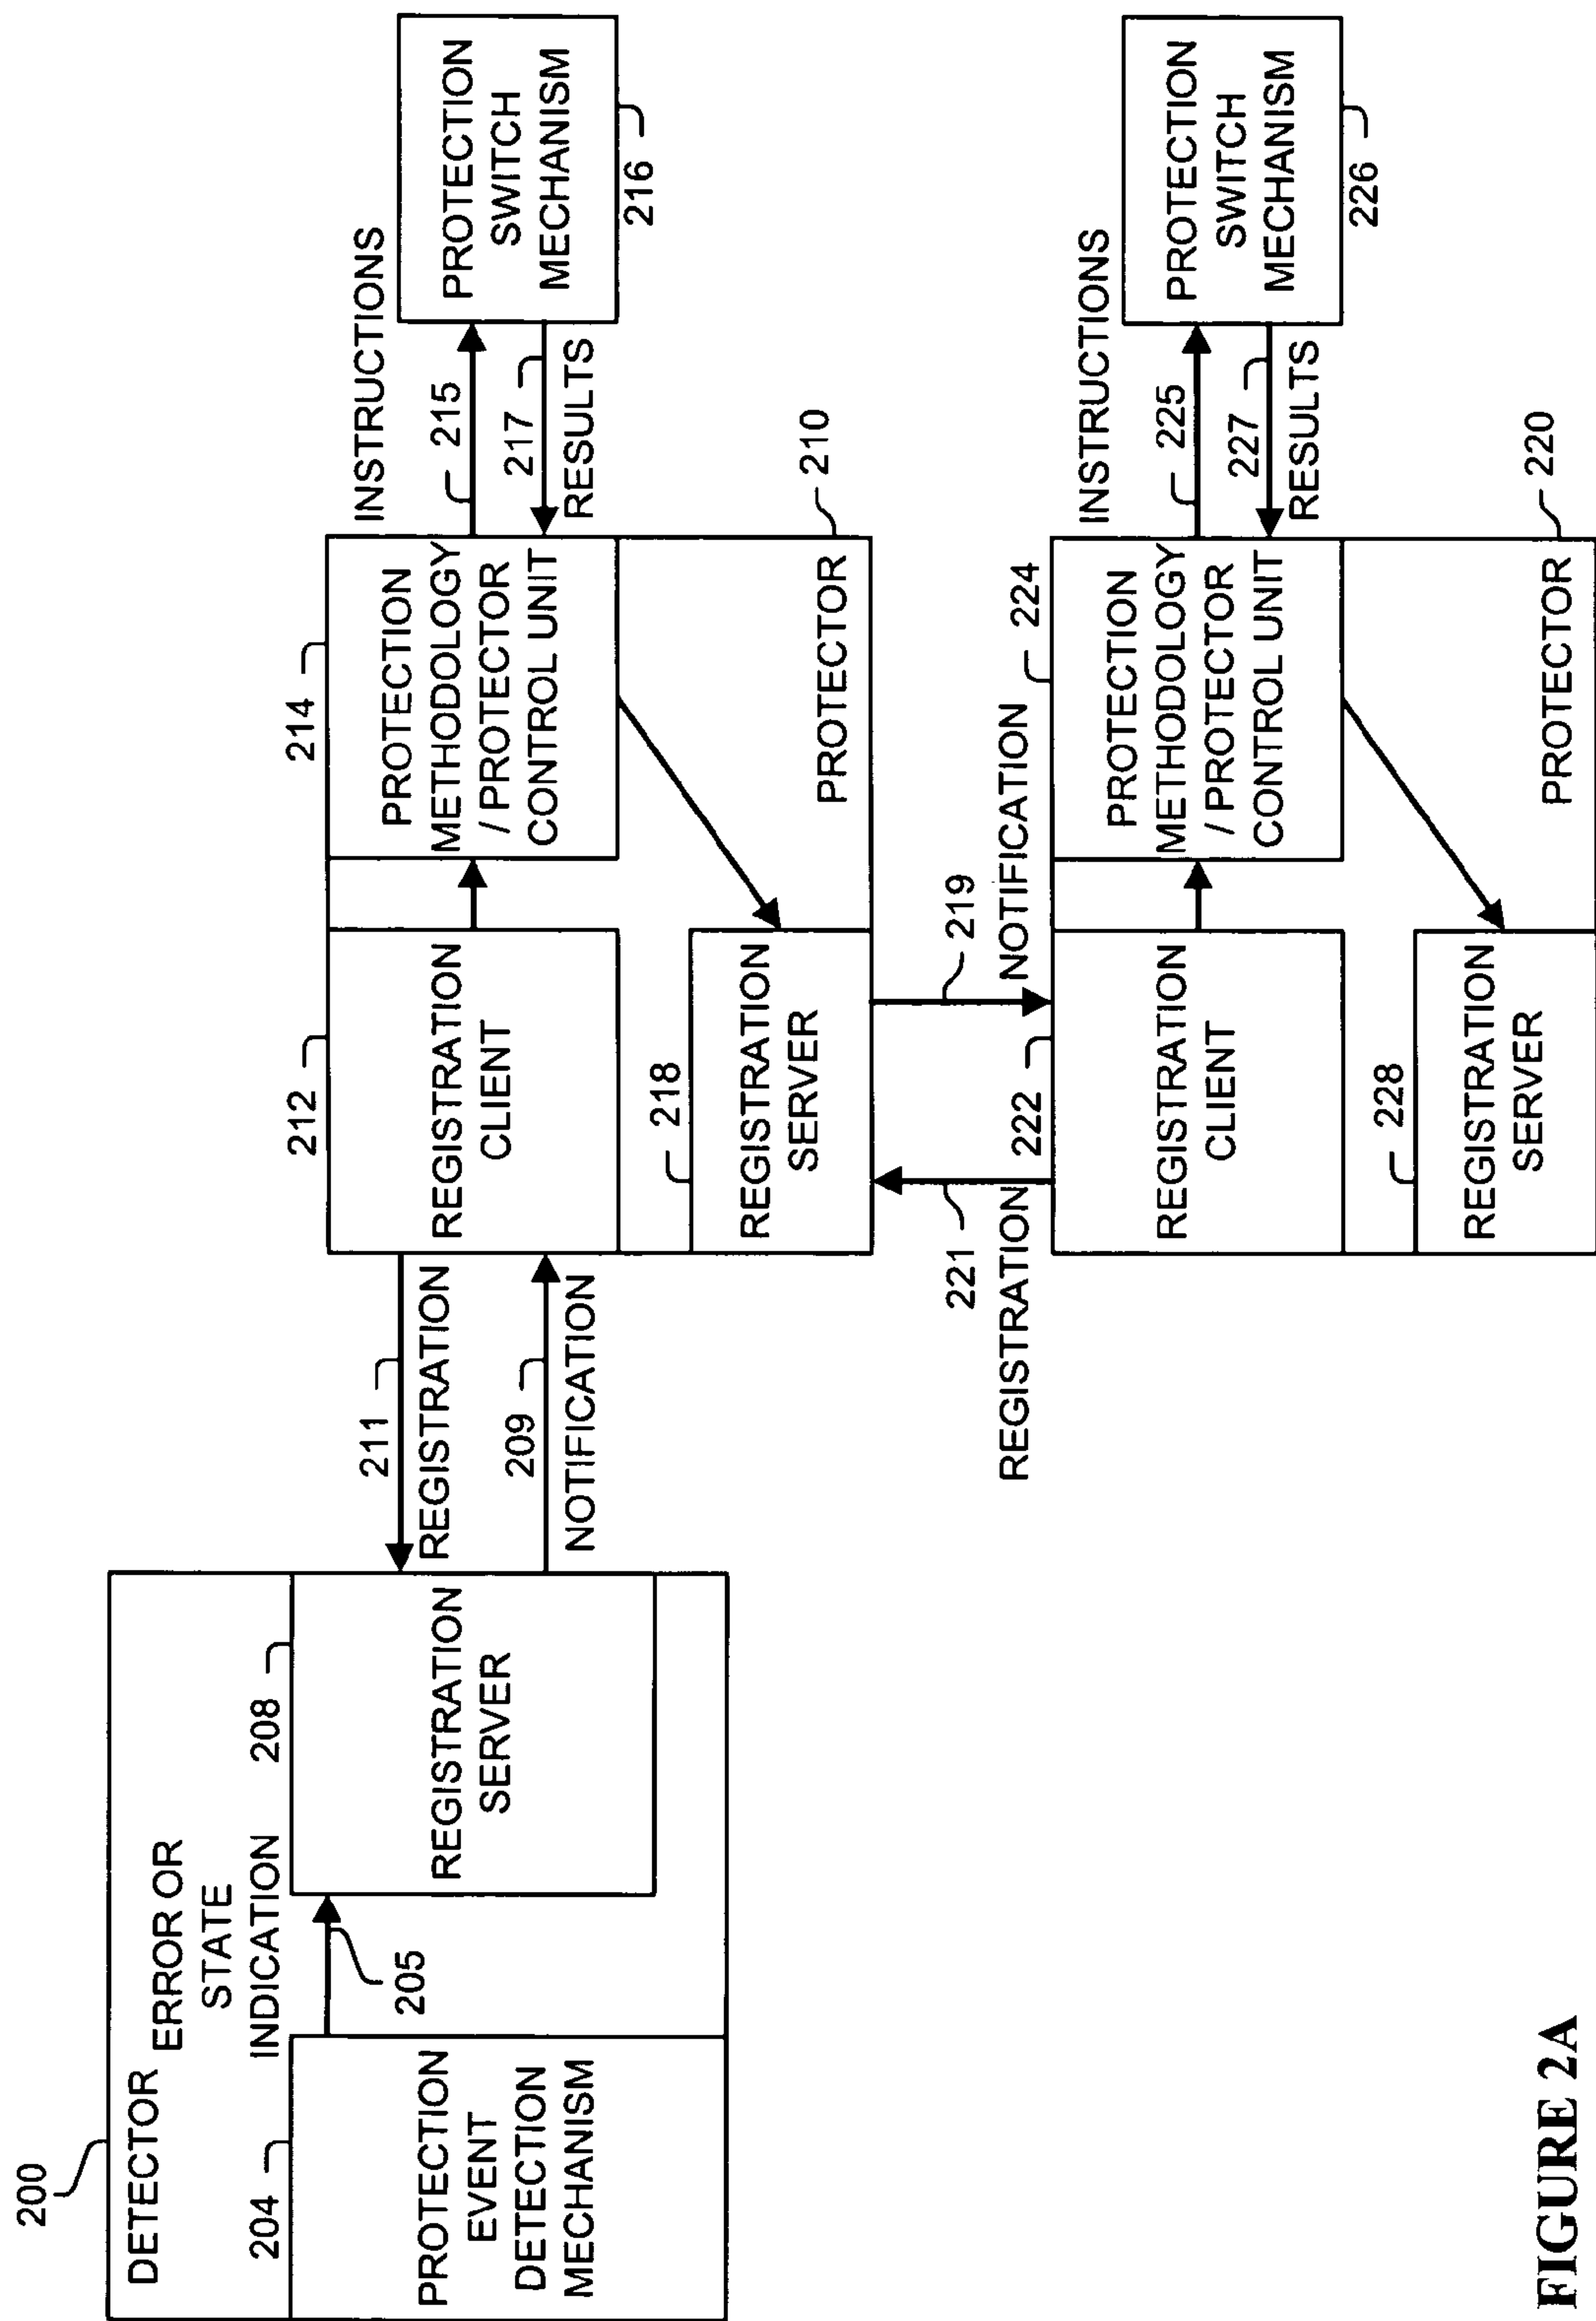 200
DETECTOR
ERROR OR
STATE
INDICATION
204
208
PROTECTION
EVENT
DETECTION
MECHANISM
205
REGISTRATION
SERVER
211
REGISTRATION
209
NOTIFICATION
212
REGISTRATION
CLIENT
214
PROTECTION
METHODOLOGY
/ PROTECTOR
CONTROL UNIT
218
REGISTRATION
SERVER
PROTECTOR
210
INSTRUCTIONS
215
217
RESULTS
PROTECTION
SWITCH
MECHANISM
216
221
REGISTRATION
219
NOTIFICATION
222
REGISTRATION
CLIENT
224
PROTECTION
METHODOLOGY
/ PROTECTOR
CONTROL UNIT
228
REGISTRATION
SERVER
PROTECTOR
220
INSTRUCTIONS
225
227
RESULTS
PROTECTION
SWITCH
MECHANISM
226
FIGURE 2A